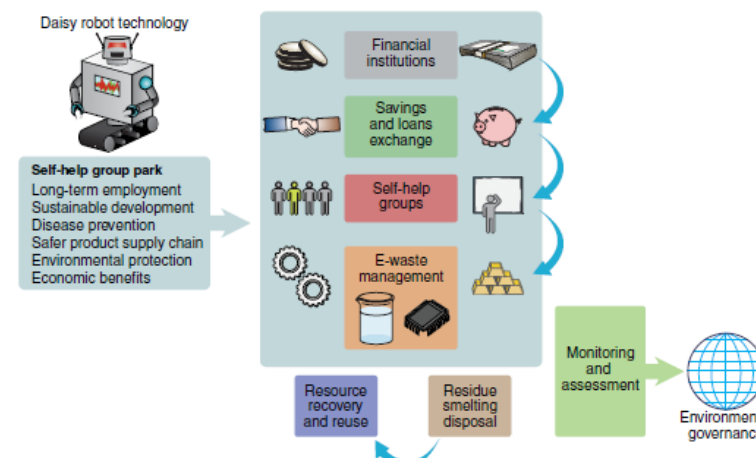 Daisy robot technology
Self-help group park
Long-term employment
Sustainable development
Disease prevention
Safer product supply chain
Environmental protection
Economic benefits
Financial
institutions
Savings
and loans
exchange
Self-help
groups
E-waste
management
Resource
recovery
and reuse
Residue
smelting
disposal
Monitoring
and
assessment
Environmen
governanc